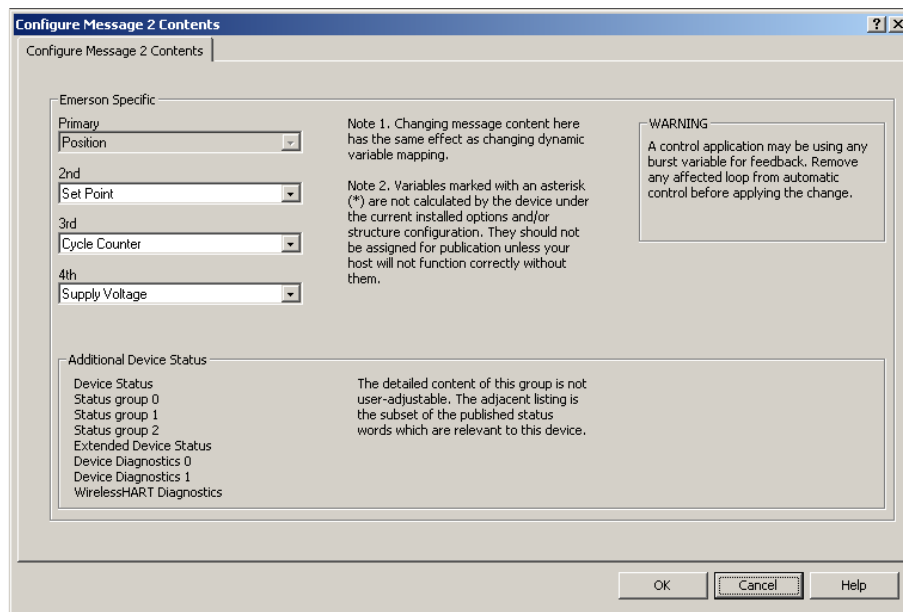 Configure Message 2 Contents
Configure Message 2 Contents
Emerson Specific
Primary
Position
2nd
Set Point
3rd
Cycle Counter
4th
Supply Voltage
Note 1. Changing message content here
has the same effect as changing dynamic
variable mapping.
Note 2. Variables marked with an asterisk
(*) are not calculated by the device under
the current installed options and/or
structure configuration. They should not
be assigned for publication unless your
host will not function correctly without
them.
WARNING
A control application may be using any
burst variable for feedback. Remove
any affected loop from automatic
control before applying the change.
Additional Device Status
Device Status
Status group 0
Status group 1
Status group 2
Extended Device Status
Device Diagnostics 0
Device Diagnostics 1
WirelessHART Diagnostics
The detailed content of this group is not
user-adjustable. The adjacent listing is
the subset of the published status
words which are relevant to this device.
OK
Cancel
Help